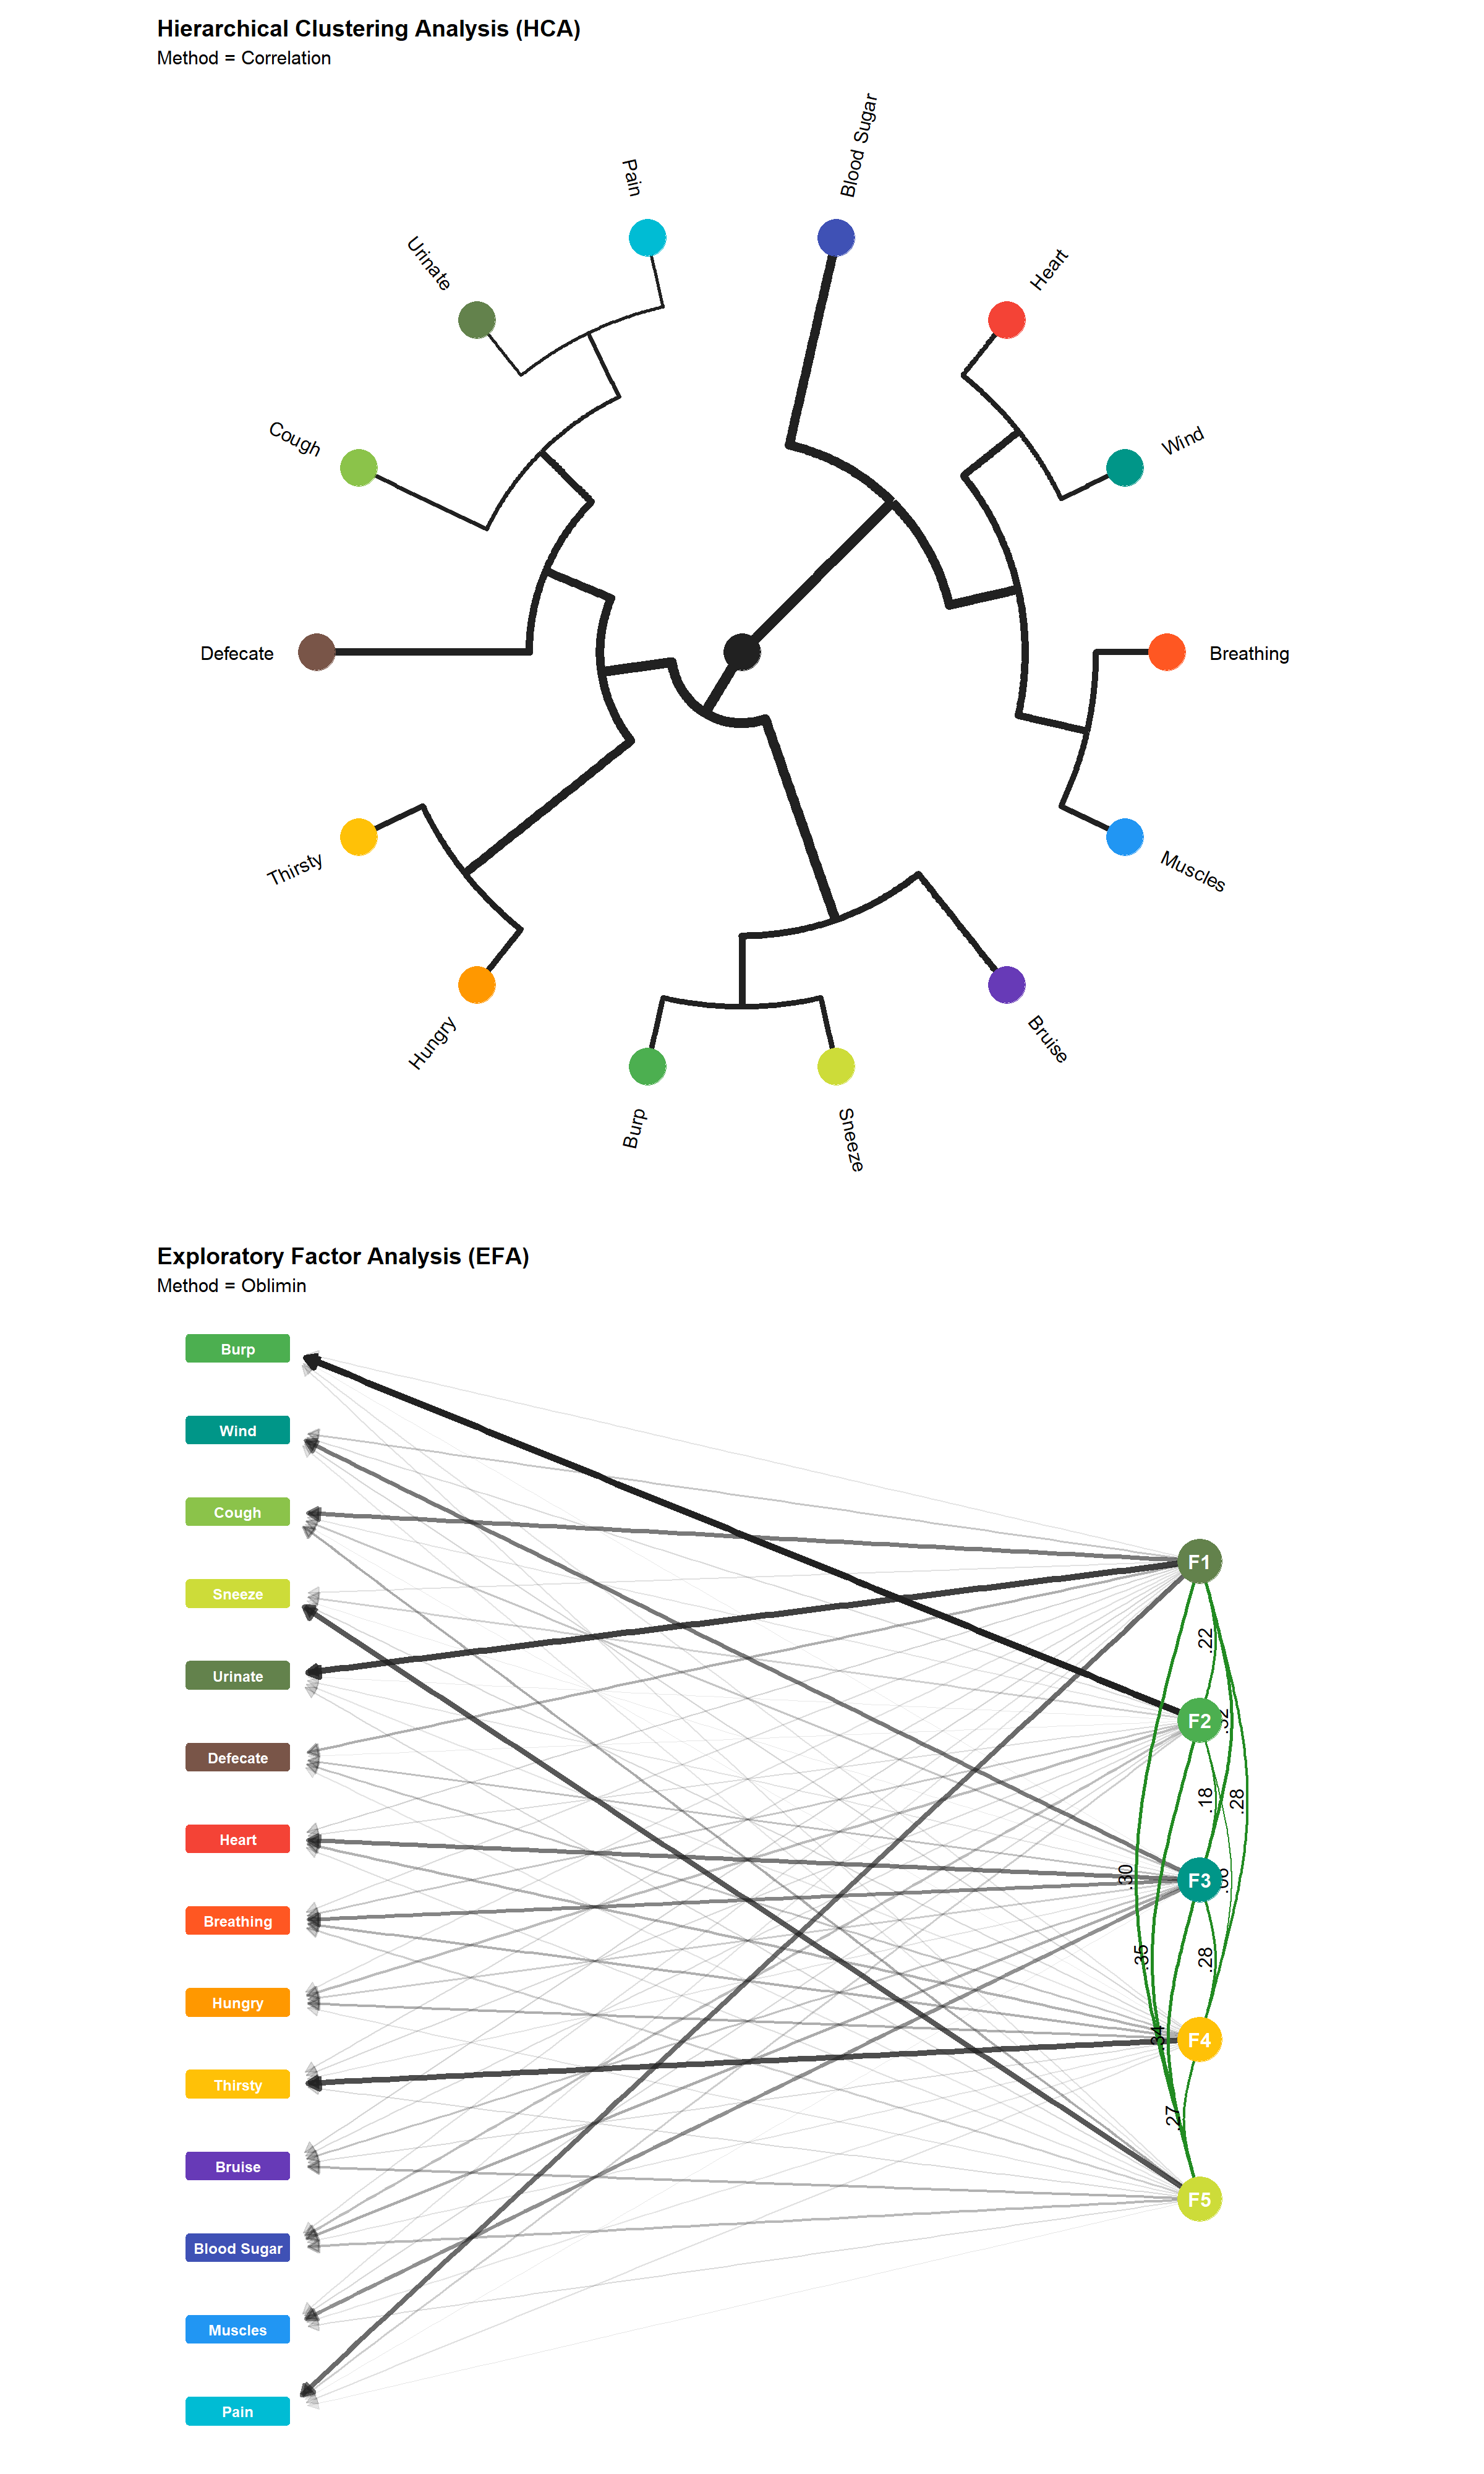 Hierarchical Clustering Analysis (HCA)
Method = Correlation
Blood Sugar
Pain
Heart
Urinate
Wind
Cough
Breathing
Defecate
Muscles
Thirsty
Hungry
Bruise
Burp
Sneeze
Exploratory Factor Analysis (EFA)
Method = Oblimin
Burp
Wind
Cough
Sneeze
Urinate
Defecate
Heart
Breathing
Hungry
Thirsty
Bruise
Blood Sugar
Muscles
Pain
F1
.22
F2
.18
.28
F3
.30
.35
.28
F4
.34
.27
F5